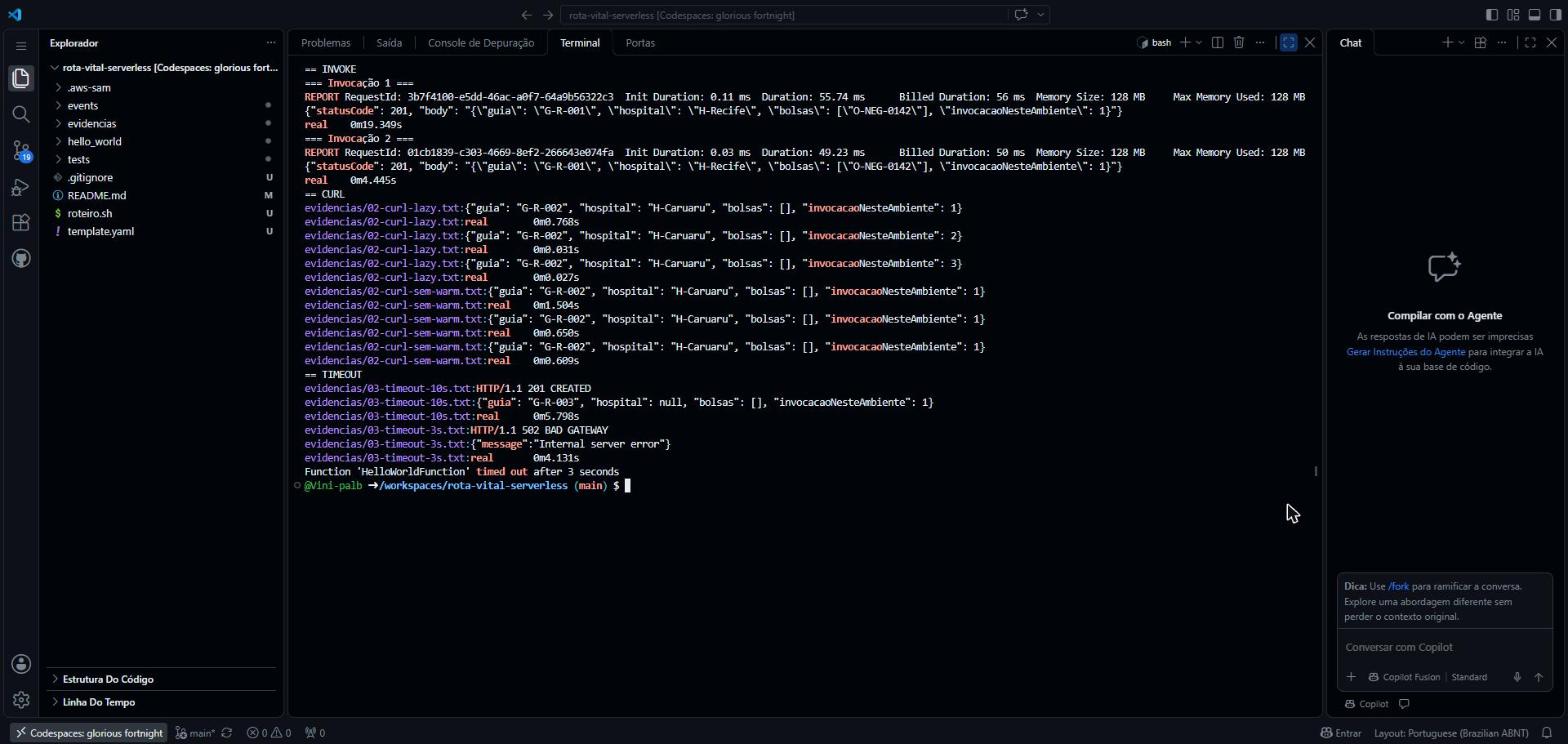 rota-vital-serverless [Codespaces: glorious fortnight]
Explorador
rota-vital-serverless [Codespaces: glorious fort...
.aws-sam
events
evidencias
hello_world
tests
.gitignore U
README.md M
$ roteiro.sh U
! template.yaml U
19
Estrutura Do Código
Linha Do Tempo
Problemas Saída Console de Depuração Terminal Portas
bash
== INVOKE
=== Invocação 1 ===
REPORT RequestId: 3b7f4100-e5dd-46ac-a0f7-64a9b56322c3 Init Duration: 0.11 ms Duration: 55.74 ms Billed Duration: 56 ms Memory Size: 128 MB Max Memory Used: 128 MB
{"statusCode": 201, "body": "{\"guia\": \"G-R-001\", \"hospital\": \"H-Recife\", \"bolsas\": [\"O-NEG-0142\"], \"invocacaoNesteAmbiente\": 1}"}
real 0m19.349s
=== Invocação 2 ===
REPORT RequestId: 01cb1839-c303-4669-8ef2-266643e074fa Init Duration: 0.03 ms Duration: 49.23 ms Billed Duration: 50 ms Memory Size: 128 MB Max Memory Used: 128 MB
{"statusCode": 201, "body": "{\"guia\": \"G-R-001\", \"hospital\": \"H-Recife\", \"bolsas\": [\"O-NEG-0142\"], \"invocacaoNesteAmbiente\": 1}"}
real 0m4.445s
== CURL
evidencias/02-curl-lazy.txt:{"guia": "G-R-002", "hospital": "H-Caruaru", "bolsas": [], "invocacaoNesteAmbiente": 1}
evidencias/02-curl-lazy.txt:real 0m0.768s
evidencias/02-curl-lazy.txt:{"guia": "G-R-002", "hospital": "H-Caruaru", "bolsas": [], "invocacaoNesteAmbiente": 2}
evidencias/02-curl-lazy.txt:real 0m0.031s
evidencias/02-curl-lazy.txt:{"guia": "G-R-002", "hospital": "H-Caruaru", "bolsas": [], "invocacaoNesteAmbiente": 3}
evidencias/02-curl-lazy.txt:real 0m0.027s
evidencias/02-curl-sem-warm.txt:{"guia": "G-R-002", "hospital": "H-Caruaru", "bolsas": [], "invocacaoNesteAmbiente": 1}
evidencias/02-curl-sem-warm.txt:real 0m1.504s
evidencias/02-curl-sem-warm.txt:{"guia": "G-R-002", "hospital": "H-Caruaru", "bolsas": [], "invocacaoNesteAmbiente": 1}
evidencias/02-curl-sem-warm.txt:real 0m0.650s
evidencias/02-curl-sem-warm.txt:{"guia": "G-R-002", "hospital": "H-Caruaru", "bolsas": [], "invocacaoNesteAmbiente": 1}
evidencias/02-curl-sem-warm.txt:real 0m0.609s
== TIMEOUT
evidencias/03-timeout-10s.txt:HTTP/1.1 201 CREATED
evidencias/03-timeout-10s.txt:{"guia": "G-R-003", "hospital": null, "bolsas": [], "invocacaoNesteAmbiente": 1}
evidencias/03-timeout-10s.txt:real 0m5.798s
evidencias/03-timeout-3s.txt:HTTP/1.1 502 BAD GATEWAY
evidencias/03-timeout-3s.txt:{"message":"Internal server error"}
evidencias/03-timeout-3s.txt:real 0m4.131s
Function 'HelloWorldFunction' timed out after 3 seconds
@Vini-palb ➜/workspaces/rota-vital-serverless (main) $
Chat
Compilar com o Agente
As respostas de IA podem ser imprecisas
Gerar Instruções do Agente para integrar a IA
à sua base de código.
Dica: Use /fork para ramificar a conversa.
Explore uma abordagem diferente sem
perder o contexto original.
Conversar com Copilot
Copilot Fusion Standard
Copilot
Codespaces: glorious fortnight main* 0 0 0
Entrar Layout: Portuguese (Brazilian ABNT)